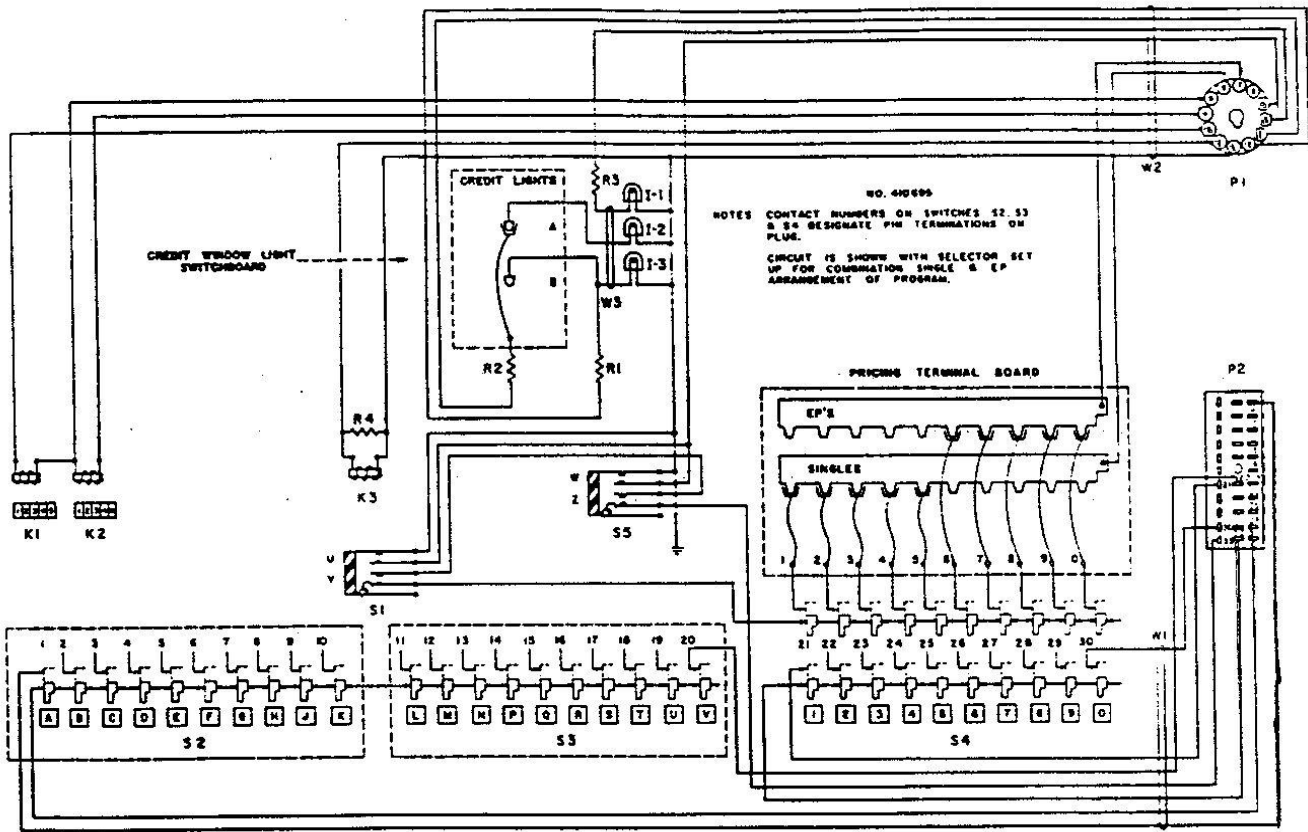 W2
P1
CREDIT LIGHTS
R3
I-1
A
I-2
B
I-3
W3
CREDIT WINDOW LIGHT
SWITCHBOARD
NO. 410695
NOTES CONTACT NUMBERS ON SWITCHES S2, S3
& S4 DESIGNATE PIN TERMINATIONS ON
PLUG.
CIRCUIT IS SHOWN WITH SELECTOR SET
UP FOR COMBINATION SINGLE & EP
ARRANGEMENT OF PROGRAM.
R2
R1
PRICING TERMINAL BOARD
P2
EP'S
SINGLES
R4
K3
K1
K2
W
Z
S5
U
V
S1
1 2 3 4 5 6 7 8 9 0
1 2 3 4 5 6 7 8 9 10
11 12 13 14 15 16 17 18 19 20
21 22 23 24 25 26 27 28 29 30
W1
A B C D E F G H J K
L M N P Q R S T U V
1 2 3 4 5 6 7 8 9 0
S2
S3
S4